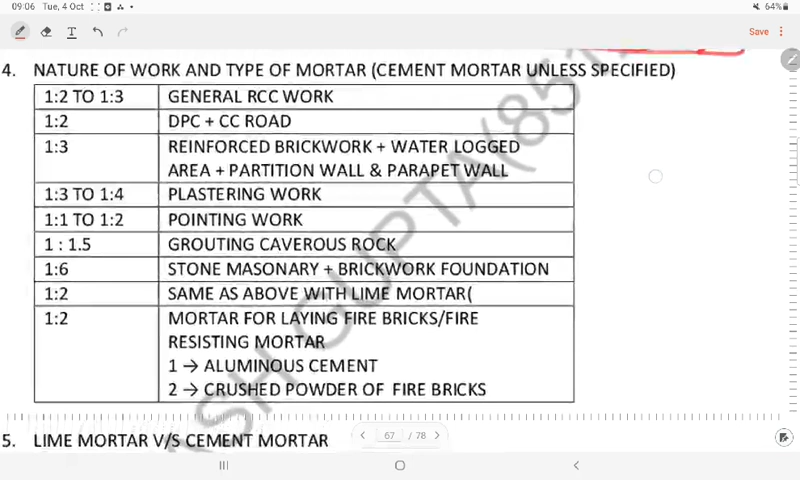 09:06 Tue, 4 Oct 64%
Save
4. NATURE OF WORK AND TYPE OF MORTAR (CEMENT MORTAR UNLESS SPECIFIED)
1:2 TO 1:3 GENERAL RCC WORK
1:2 DPC + CC ROAD
1:3 REINFORCED BRICKWORK + WATER LOGGED
AREA + PARTITION WALL & PARAPET WALL
1:3 TO 1:4 PLASTERING WORK
1:1 TO 1:2 POINTING WORK
1 : 1.5 GROUTING CAVEROUS ROCK
1:6 STONE MASONARY + BRICKWORK FOUNDATION
1:2 SAME AS ABOVE WITH LIME MORTAR(
1:2 MORTAR FOR LAYING FIRE BRICKS/FIRE
RESISTING MORTAR
1 → ALUMINOUS CEMENT
2 → CRUSHED POWDER OF FIRE BRICKS
5. LIME MORTAR V/S CEMENT MORTAR
67 / 78
ASH GUPTA(851